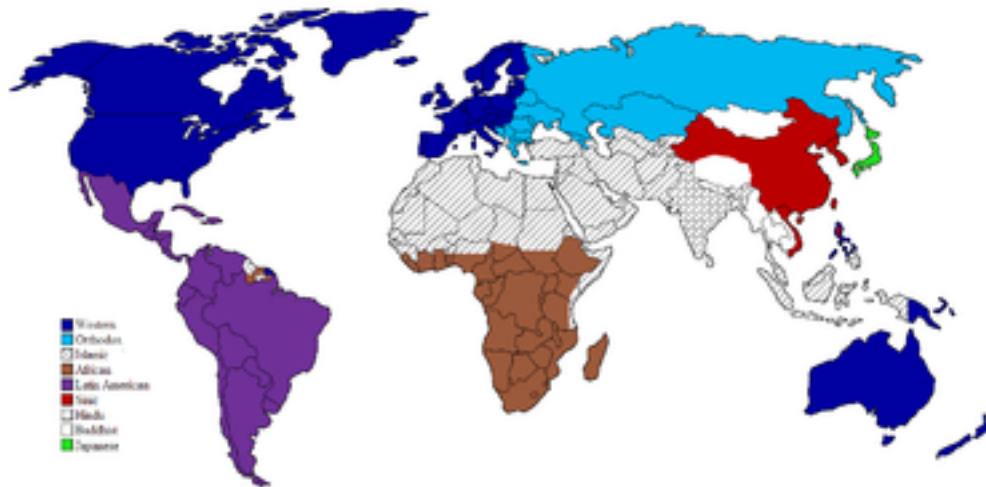 Western
Orthodox
Islamic
African
Latin American
Sinic
Hindu
Buddhist
Japanese